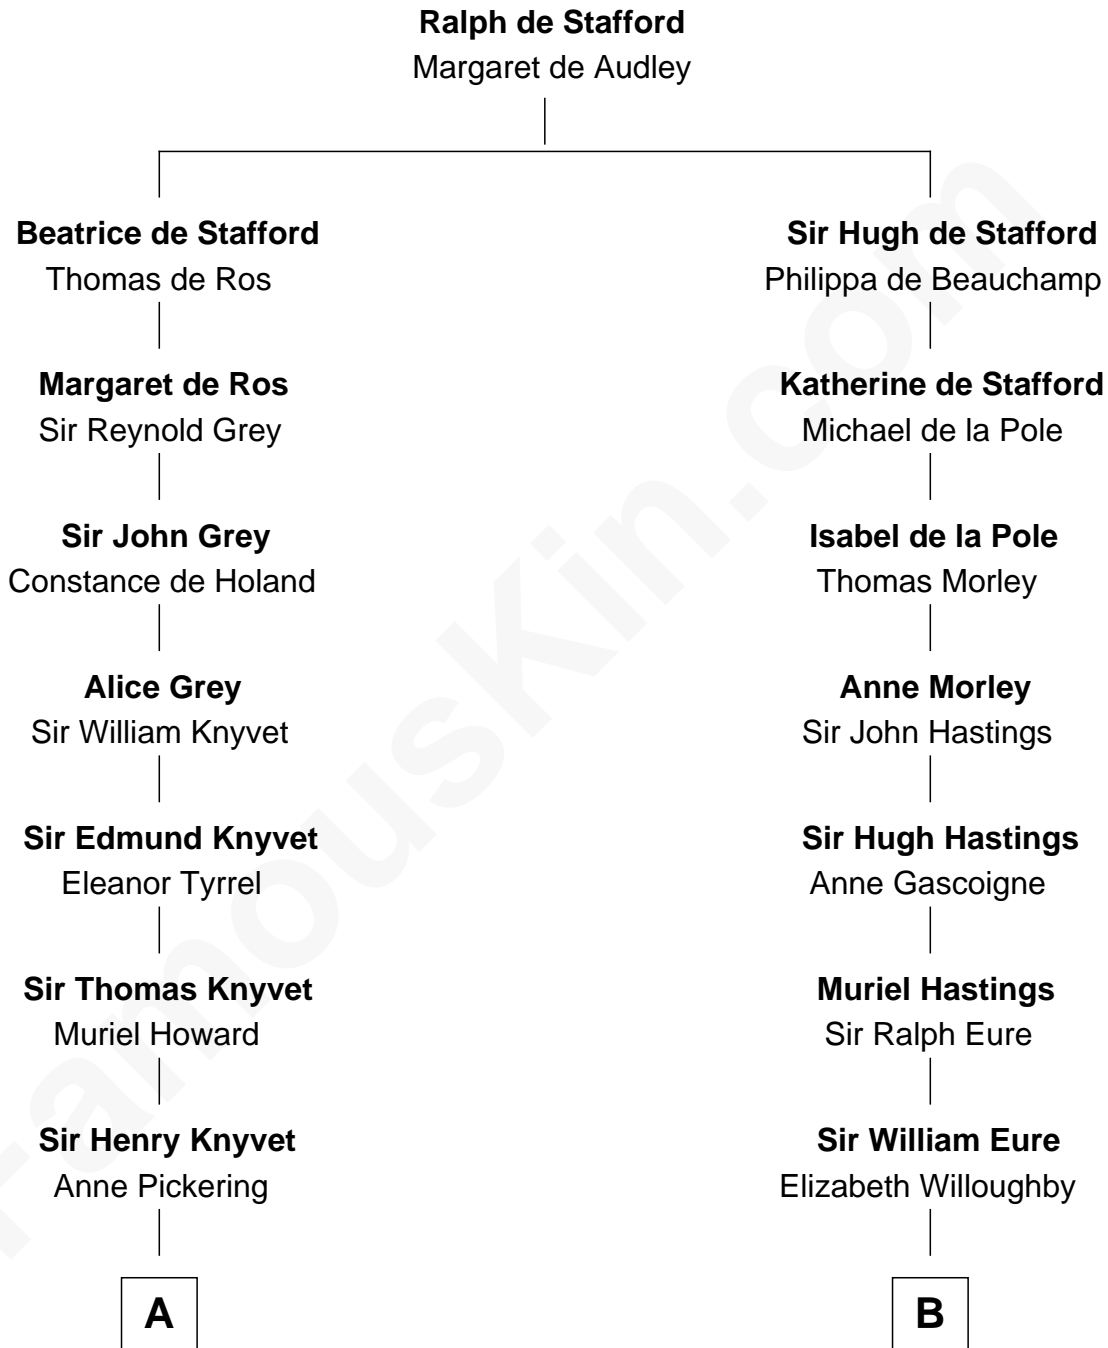 Ralph de Stafford
Margaret de Audley
Beatrice de Stafford
Thomas de Ros
Sir Hugh de Stafford
Philippa de Beauchamp
Margaret de Ros
Sir Reynold Grey
Katherine de Stafford
Michael de la Pole
Sir John Grey
Constance de Holand
Isabel de la Pole
Thomas Morley
Alice Grey
Sir William Knyvet
Anne Morley
Sir John Hastings
Sir Edmund Knyvet
Eleanor Tyrrel
Sir Hugh Hastings
Anne Gascoigne
Sir Thomas Knyvet
Muriel Howard
Muriel Hastings
Sir Ralph Eure
Sir Henry Knyvet
Anne Pickering
Sir William Eure
Elizabeth Willoughby
A
B
FamousKin.com